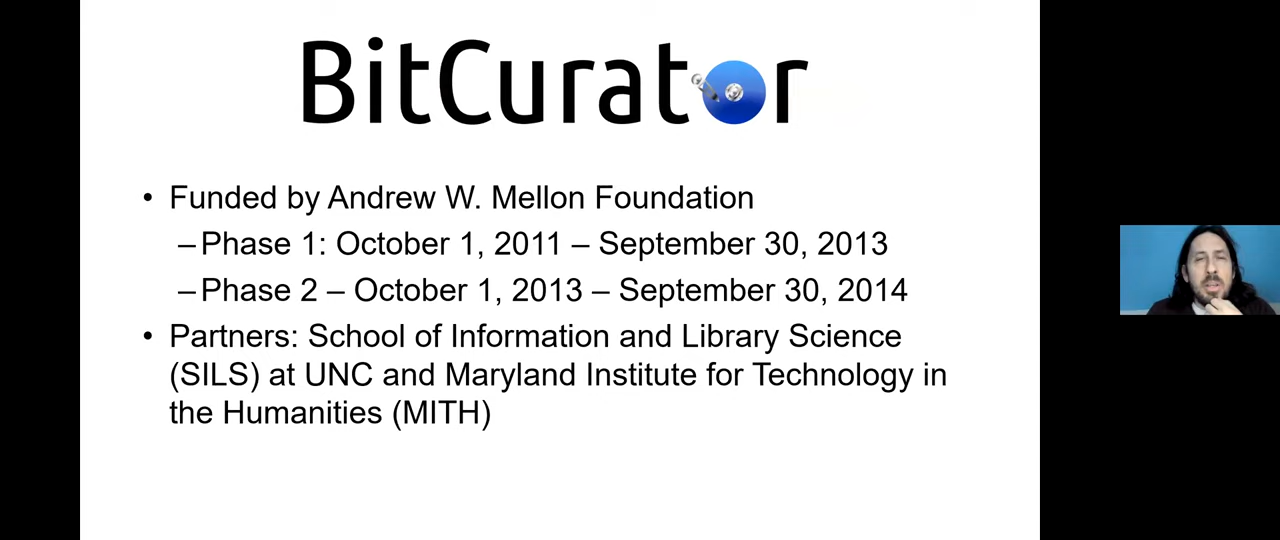 BitCurator
• Funded by Andrew W. Mellon Foundation
– Phase 1: October 1, 2011 – September 30, 2013
– Phase 2 – October 1, 2013 – September 30, 2014
• Partners: School of Information and Library Science
(SILS) at UNC and Maryland Institute for Technology in
the Humanities (MITH)